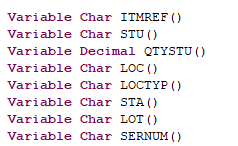 Variable Char ITMREF()
Variable Char STU()
Variable Decimal QTYSTU()
Variable Char LOC()
Variable Char LOCTYP()
Variable Char STA()
Variable Char LOT()
Variable Char SERNUM()